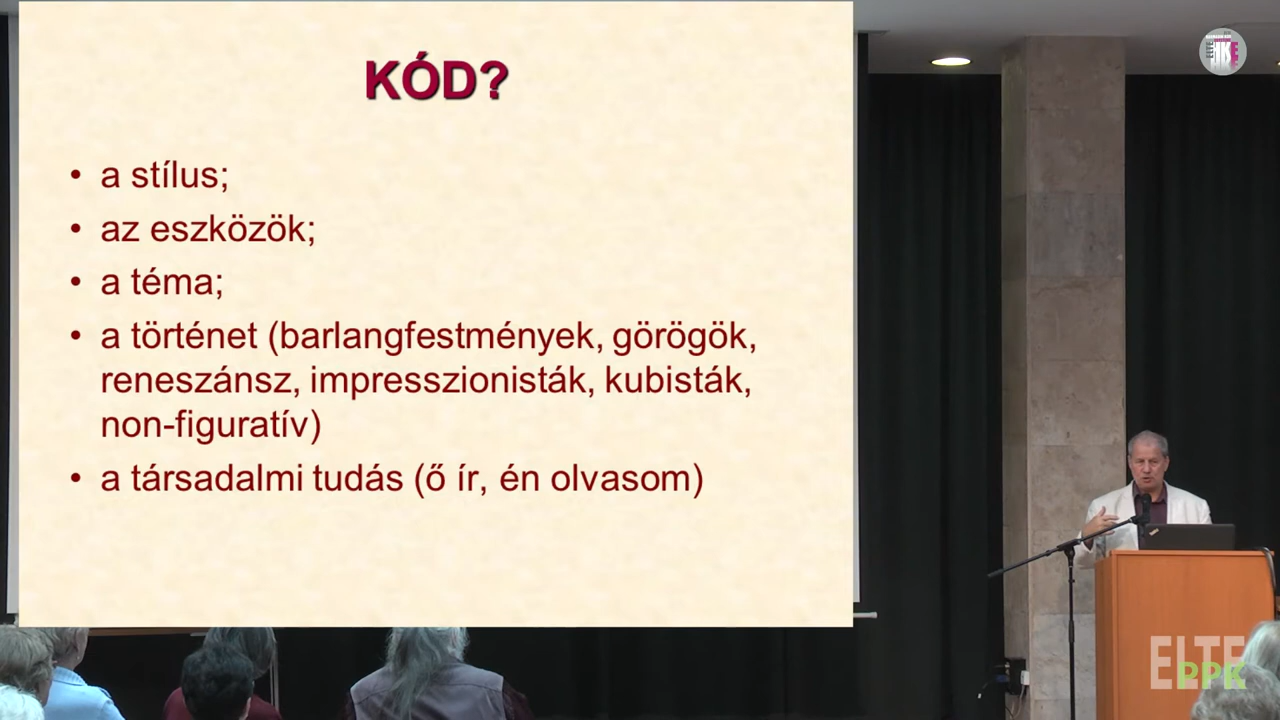 KÓD?
• a stílus;
• az eszközök;
• a téma;
• a történet (barlangfestmények, görögök,
reneszánsz, impresszionisták, kubisták,
non-figuratív)
• a társadalmi tudás (ő ír, én olvasom)
ELTE
PPK